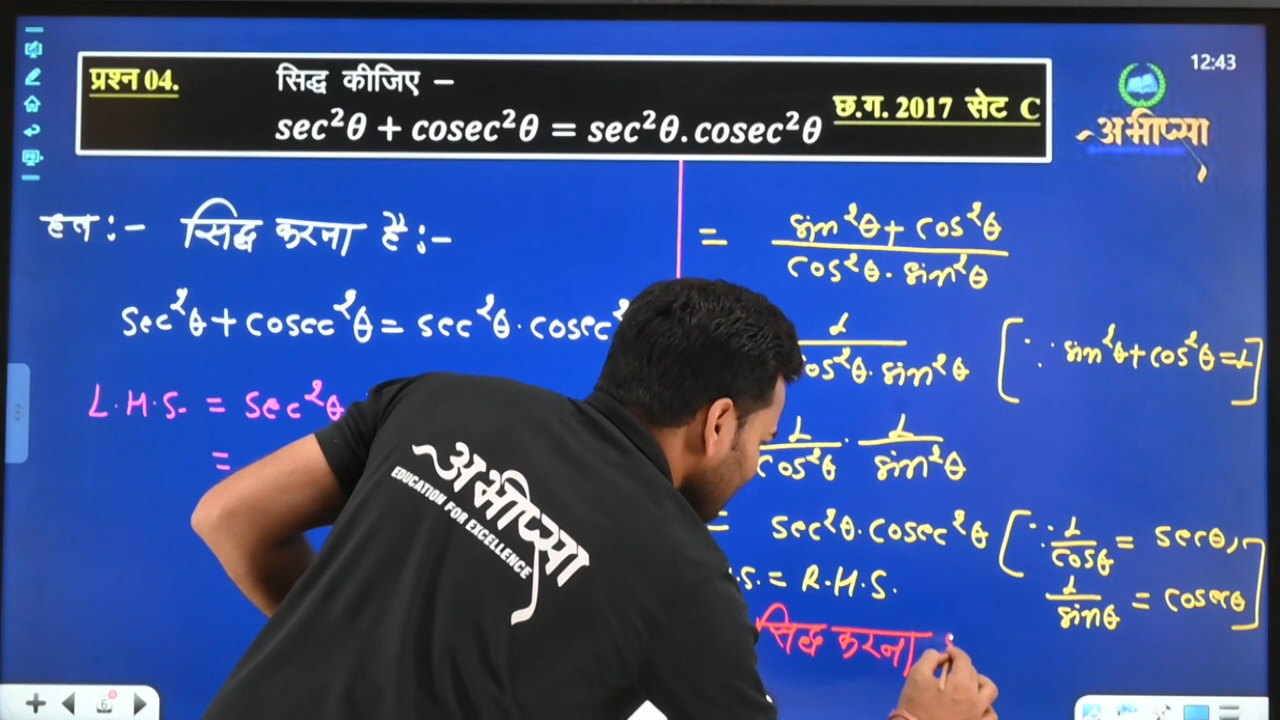 12:43
प्रश्न 04. सिद्ध कीजिए –
sec²θ + cosec²θ = sec²θ.cosec²θ
छ.ग. 2017 सेट C
अभीप्सा
हल :- सिद्ध करना है :-
sec²θ + cosec²θ = sec²θ · cosec²
L.H.S. = sec²θ
=
= sin²θ + cos²θ
cos²θ · sin²θ
1
cos²θ · sin²θ [∵ sin²θ + cos²θ = 1]
1 · 1
cos²θ sin²θ
= sec²θ · cosec²θ [∵ 1/cosθ = secθ,
1/sinθ = cosecθ]
.S. = R.H.S.
सिद्ध करना
अभीप्सा
EDUCATION FOR EXCELLENCE
6